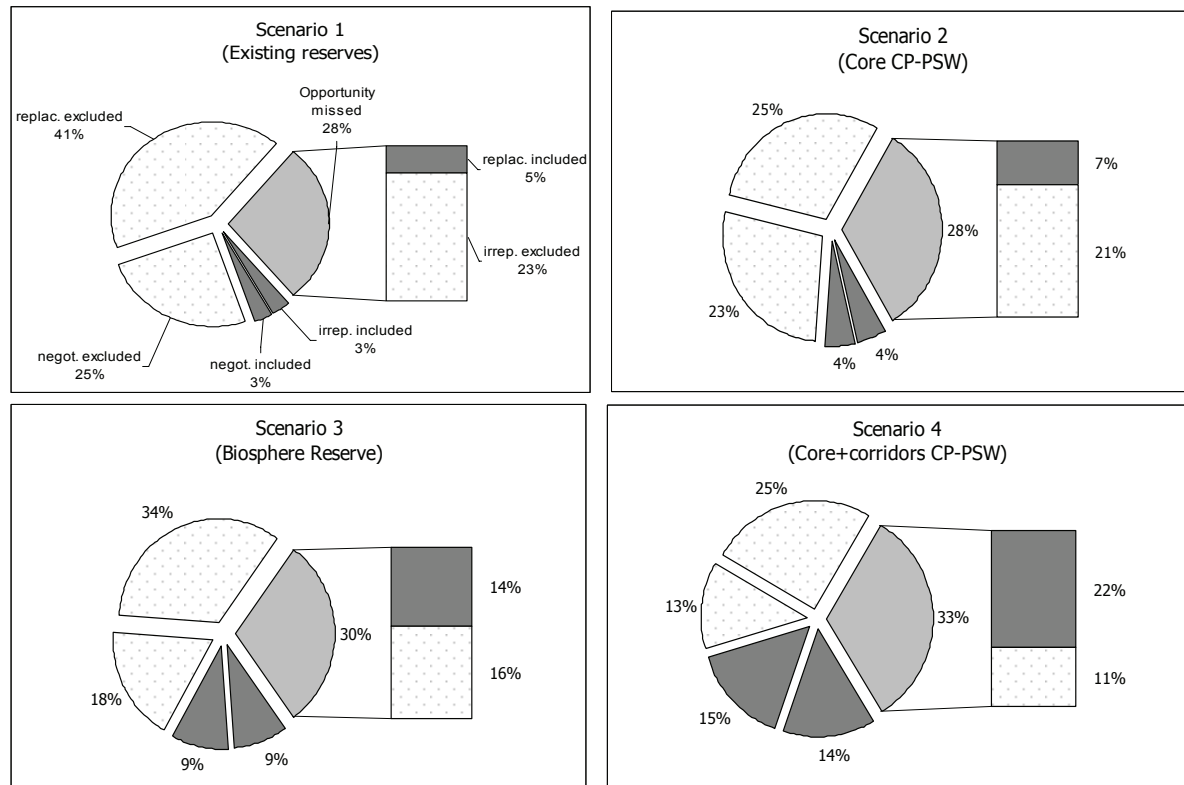 Scenario 1
(Existing reserves)
replac. excluded
41%
Opportunity
missed
28%
replac. included
5%
irrep. excluded
23%
irrep. included
3%
negot. included
3%
negot. excluded
25%
Scenario 2
(Core CP-PSW)
25%
7%
28%
21%
23%
4%
4%
Scenario 3
(Biosphere Reserve)
34%
14%
30%
16%
18%
9%
9%
Scenario 4
(Core+corridors CP-PSW)
25%
22%
13%
33%
11%
15%
14%